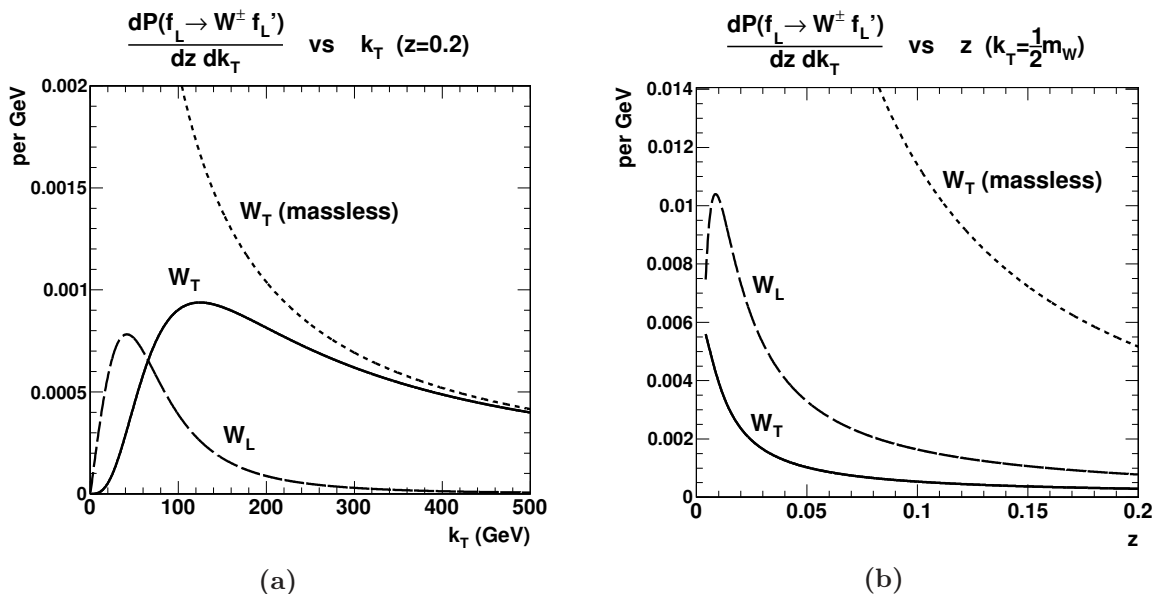 dP(f_L → W^± f_L')
dz dk_T
vs k_T (z=0.2)
per GeV
0.002
0.0015
0.001
0.0005
0
W_T (massless)
W_T
W_L
0 100 200 300 400 500
k_T (GeV)
(a)
dP(f_L → W^± f_L')
dz dk_T
vs z (k_T=1/2 m_W)
per GeV
0.014
0.012
0.01
0.008
0.006
0.004
0.002
0
W_T (massless)
W_L
W_T
0 0.05 0.1 0.15 0.2
z
(b)